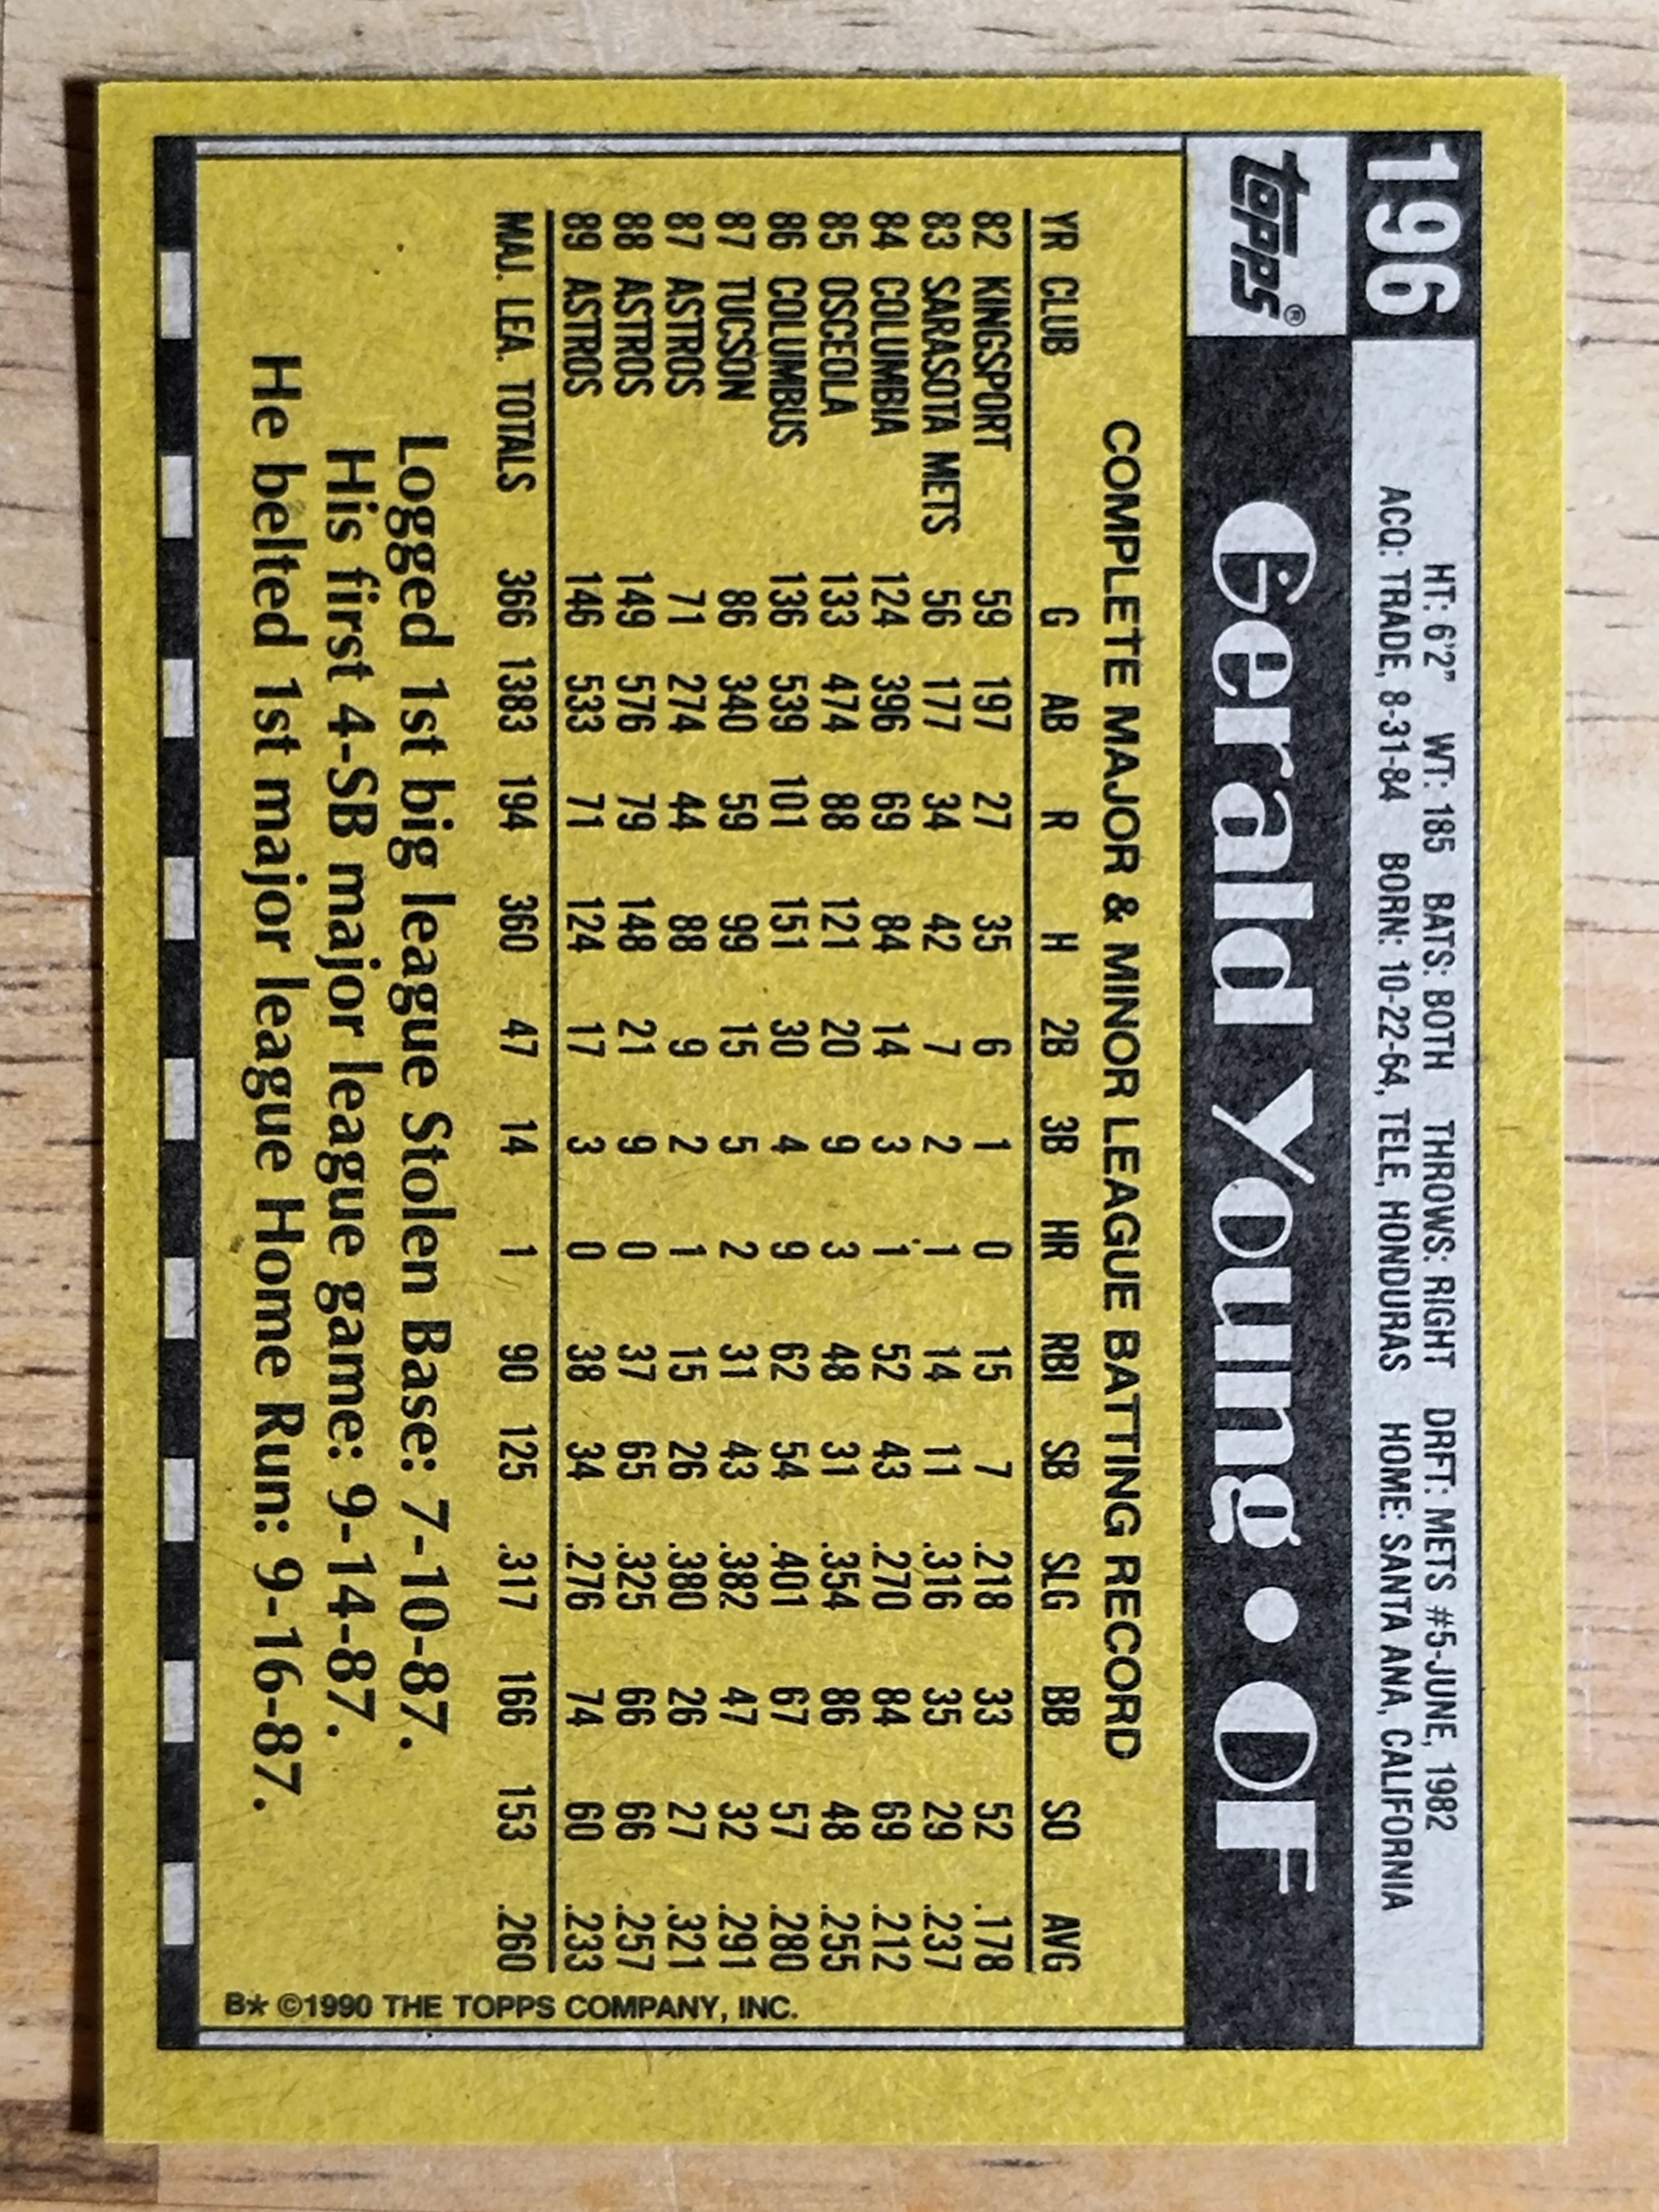 196
HT: 6'2" WT: 185 BATS: BOTH THROWS: RIGHT DRFT: METS #5-JUNE, 1982
ACQ: TRADE, 8-31-84 BORN: 10-22-64, TELE, HONDURAS HOME: SANTA ANA, CALIFORNIA
topps® Gerald Young • OF
COMPLETE MAJOR & MINOR LEAGUE BATTING RECORD
YR CLUB G AB R H 2B 3B HR RBI SB SLG BB SO AVG
82 KINGSPORT 59 197 27 35 6 1 0 15 7 .218 33 52 .178
83 SARASOTA METS 56 177 34 42 7 2 1 14 11 .316 35 29 .237
84 COLUMBIA 124 396 69 84 14 3 1 52 43 .270 84 69 .212
85 OSCEOLA 133 474 88 121 20 9 3 48 31 .354 86 48 .255
86 COLUMBUS 136 539 101 151 30 4 9 62 54 .401 67 57 .280
87 TUCSON 86 340 59 99 15 5 2 31 43 .382 47 32 .291
87 ASTROS 71 274 44 88 9 2 1 15 26 .380 26 27 .321
88 ASTROS 149 576 79 148 21 9 0 37 65 .325 66 66 .257
89 ASTROS 146 533 71 124 17 3 0 38 34 .276 74 60 .233
MAJ. LEA. TOTALS 366 1383 194 360 47 14 1 90 125 .317 166 153 .260
Logged 1st big league Stolen Base: 7-10-87.
His first 4-SB major league game: 9-14-87.
He belted 1st major league Home Run: 9-16-87.
B* ©1990 THE TOPPS COMPANY, INC.